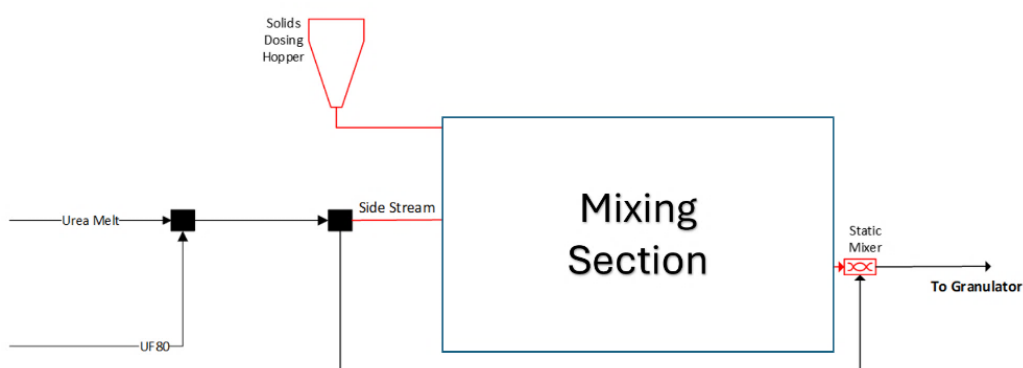 Solids
Dosing
Hopper
Urea Melt
Side Stream
Mixing
Section
Static
Mixer
To Granulator
UF80